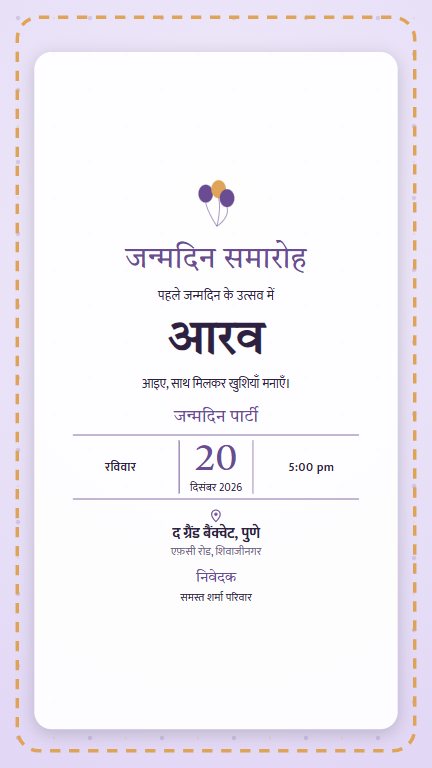 जन्मदिन समारोह
पहले जन्मदिन के उत्सव में
आरव
आइए, साथ मिलकर खुशियाँ मनाएँ।
जन्मदिन पार्टी
रविवार
20
दिसंबर 2026
5:00 pm
द ग्रैंड बैंक्वेट, पुणे
एफ़सी रोड, शिवाजीनगर
निवेदक
समस्त शर्मा परिवार